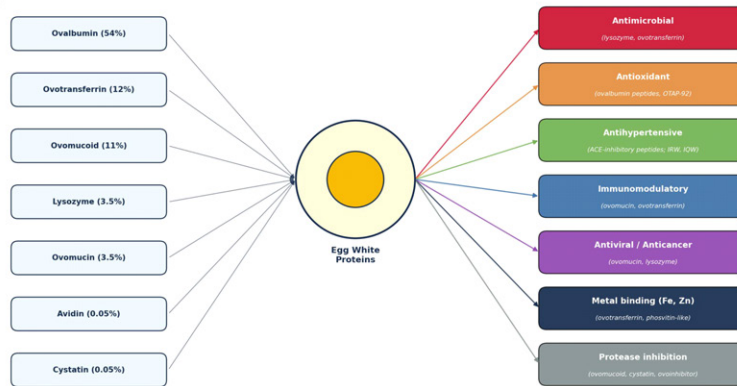 Ovalbumin (54%)
Ovotransferrin (12%)
Ovomucoid (11%)
Lysozyme (3.5%)
Ovomucin (3.5%)
Avidin (0.05%)
Cystatin (0.05%)
Egg White
Proteins
Antimicrobial
(lysozyme, ovotransferrin)
Antioxidant
(ovalbumin peptides, OTAP-92)
Antihypertensive
(ACE-inhibitory peptides; IRW, IQW)
Immunomodulatory
(ovomucin, ovotransferrin)
Antiviral / Anticancer
(ovomucin, lysozyme)
Metal binding (Fe, Zn)
(ovotransferrin, phosvitin-like)
Protease inhibition
(ovomucoid, cystatin, ovoinhibitor)